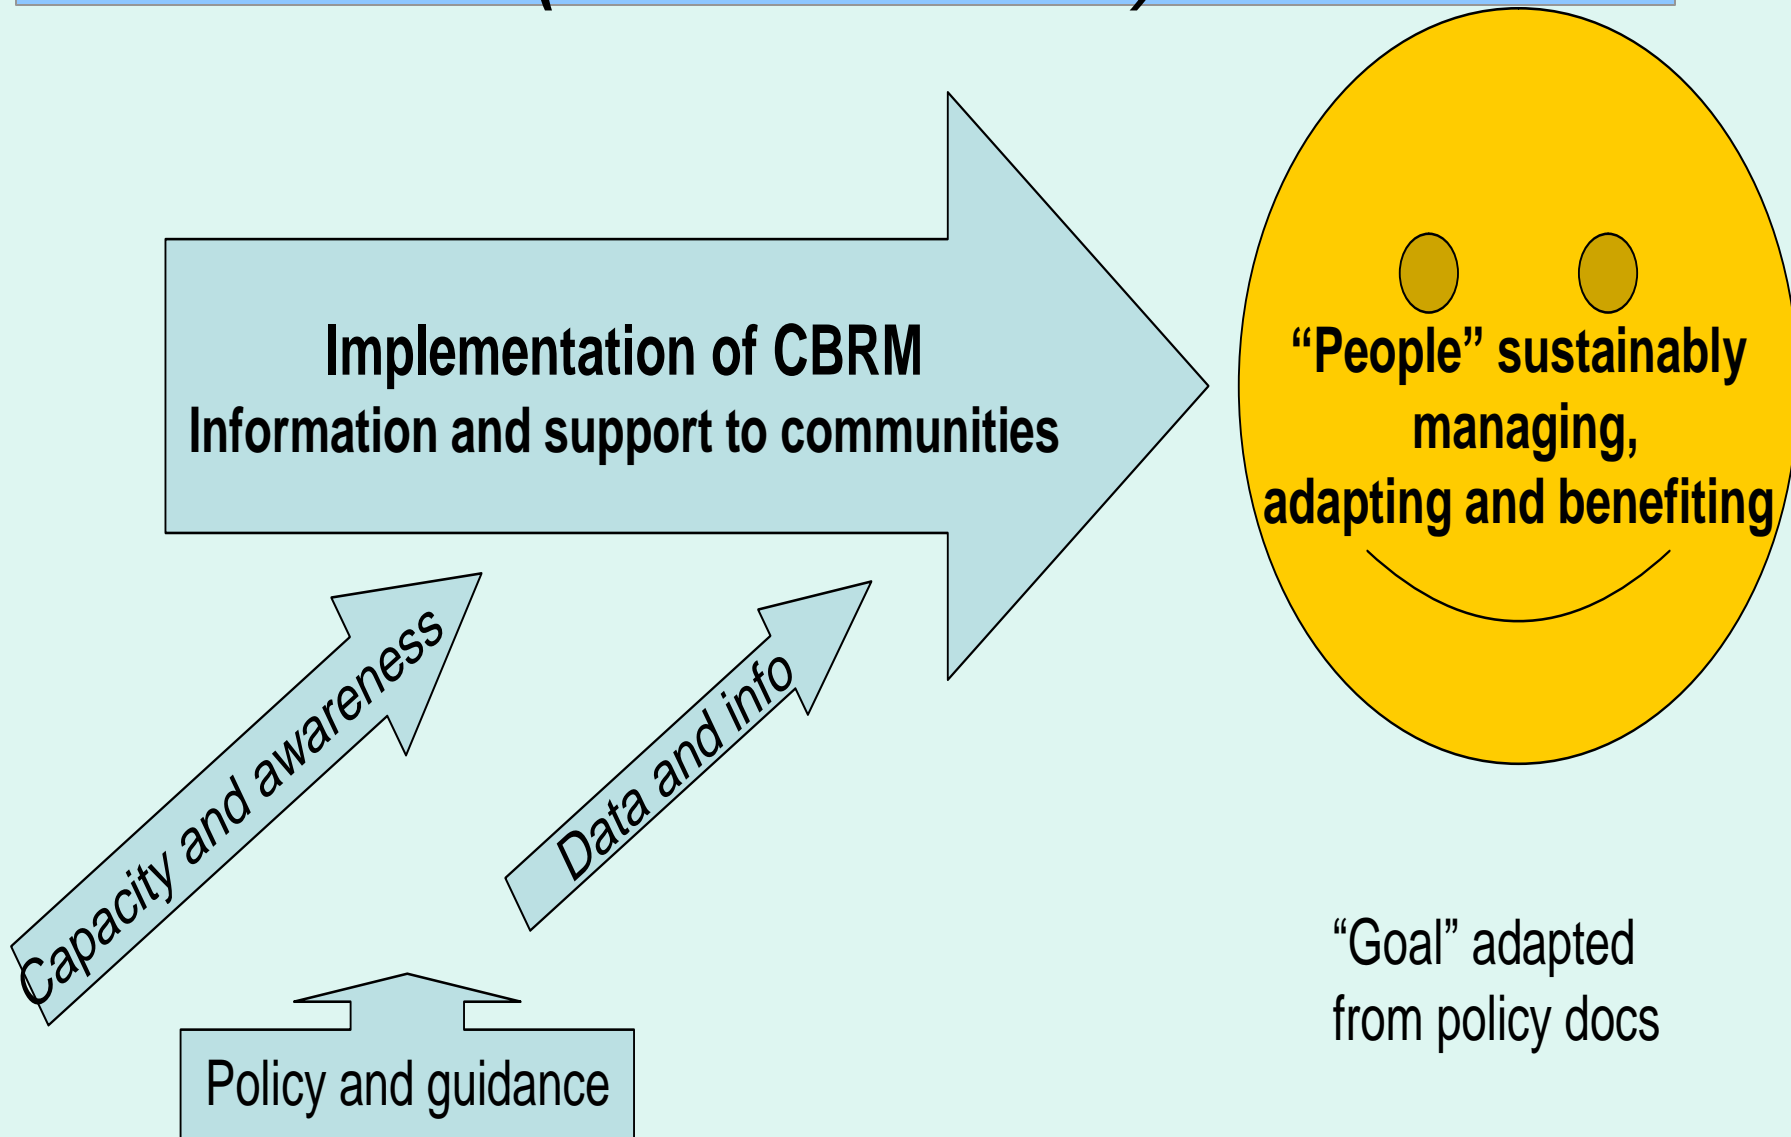 Implementation of CBRM
Information and support to communities
“People” sustainably
managing,
adapting and benefiting
Capacity and awareness
Data and info
Policy and guidance
“Goal” adapted
from policy docs